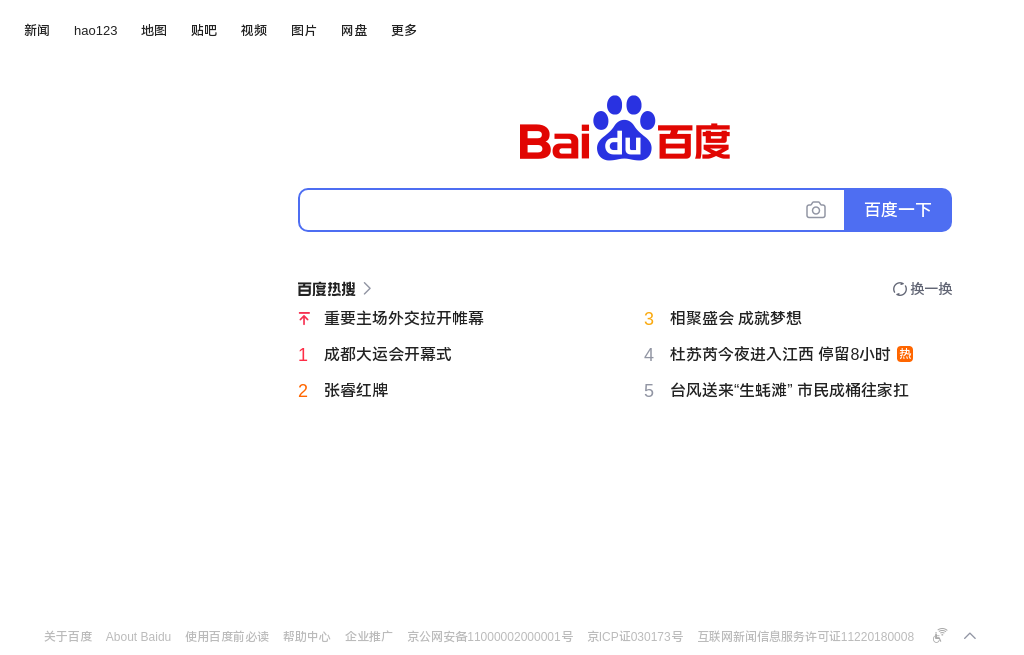 新闻 hao123 地图 贴吧 视频 图片 网盘 更多
Baidu百度
百度一下
百度热搜 换一换
重要主场外交拉开帷幕
1 成都大运会开幕式
2 张睿红牌
3 相聚盛会 成就梦想
4 杜苏芮今夜进入江西 停留8小时 热
5 台风送来“生蚝滩” 市民成桶往家扛
关于百度 About Baidu 使用百度前必读 帮助中心 企业推广 京公网安备11000002000001号 京ICP证030173号 互联网新闻信息服务许可证11220180008